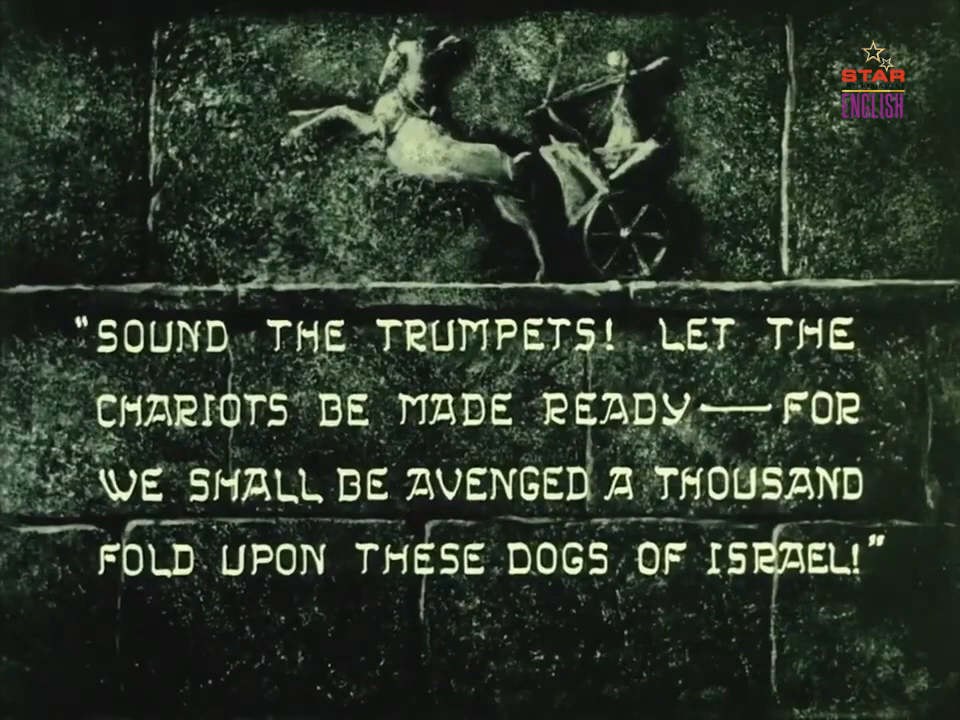 STAR
ENGLISH
"SOUND THE TRUMPETS! LET THE
CHARIOTS BE MADE READY — FOR
WE SHALL BE AVENGED A THOUSAND
FOLD UPON THESE DOGS OF ISRAEL!"